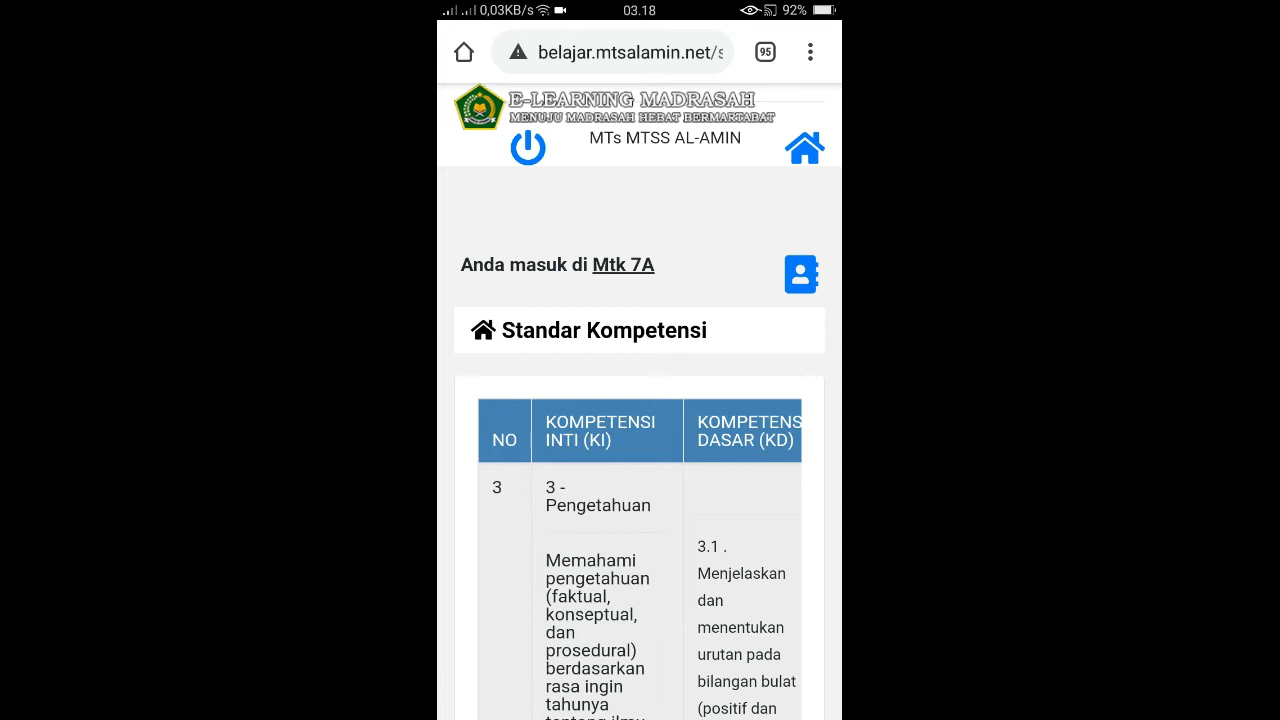 0,03KB/s 03.18 92%
belajar.mtsalamin.net/s 95
E-LEARNING MADRASAH
MENUJU MADRASAH HEBAT BERMARTABAT
MTs MTSS AL-AMIN
Anda masuk di Mtk 7A
Standar Kompetensi
NO
KOMPETENSI
INTI (KI)
KOMPETENS
DASAR (KD)
3
3 -
Pengetahuan
Memahami
pengetahuan
(faktual,
konseptual,
dan
prosedural)
berdasarkan
rasa ingin
tahunya
3.1 .
Menjelaskan
dan
menentukan
urutan pada
bilangan bulat
(positif dan